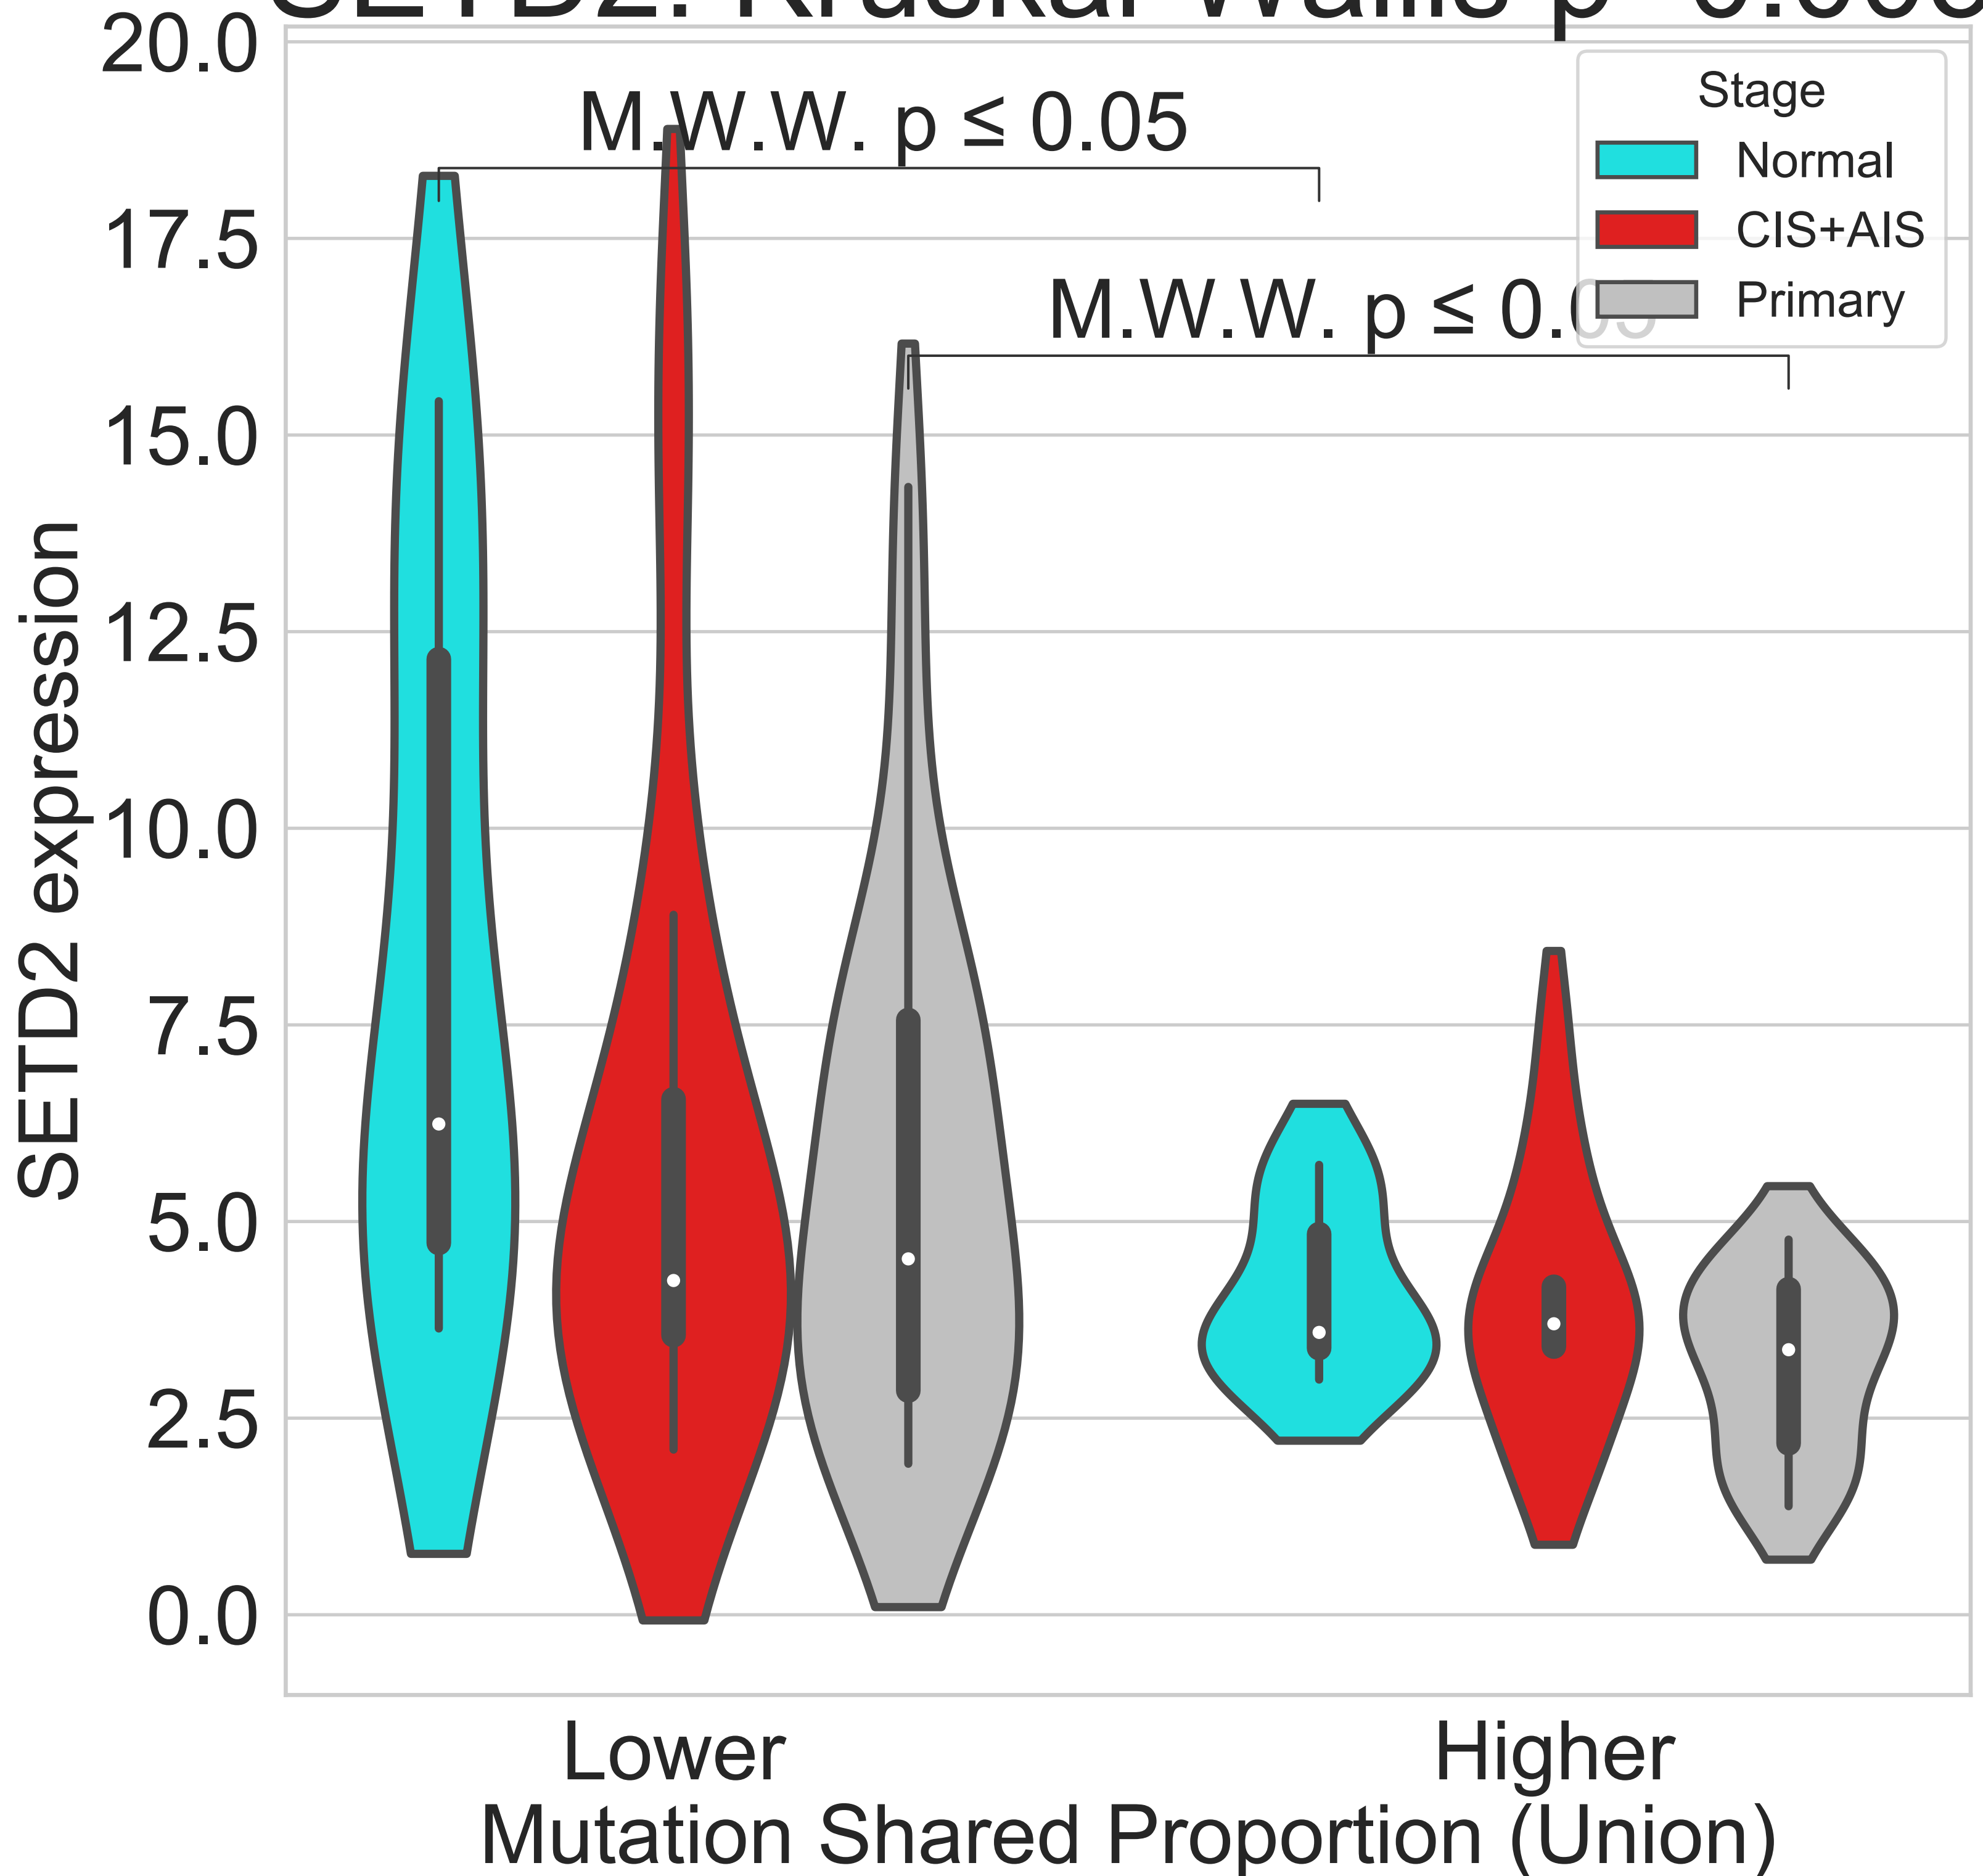 20.0
17.5
15.0
12.5
10.0
7.5
5.0
2.5
0.0
SETD2 expression
M.W.W. p ≤ 0.05
M.W.W. p ≤ 0.05
Stage
Normal
CIS+AIS
Primary
Lower
Higher
Mutation Shared Proportion (Union)